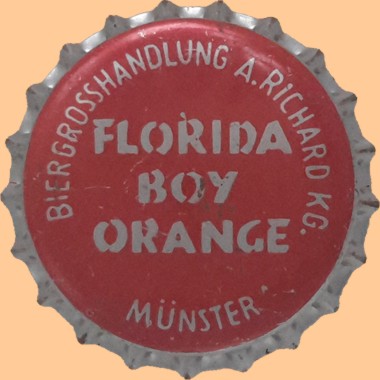 BIERGROSSHANDLUNG A. RICHARD KG.
FLORIDA
BOY
ORANGE
MÜNSTER